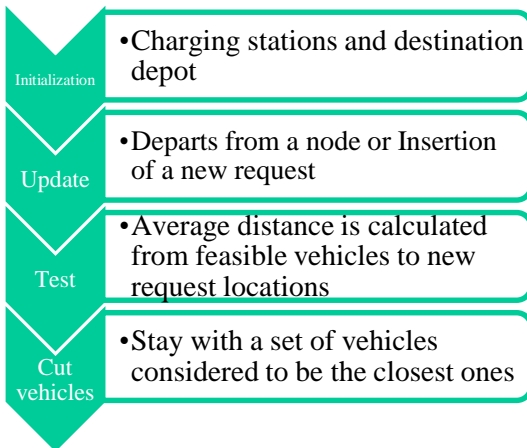 Initialization
•Charging stations and destination
depot
Update
•Departs from a node or Insertion
of a new request
Test
•Average distance is calculated
from feasible vehicles to new
request locations
Cut
vehicles
•Stay with a set of vehicles
considered to be the closest ones